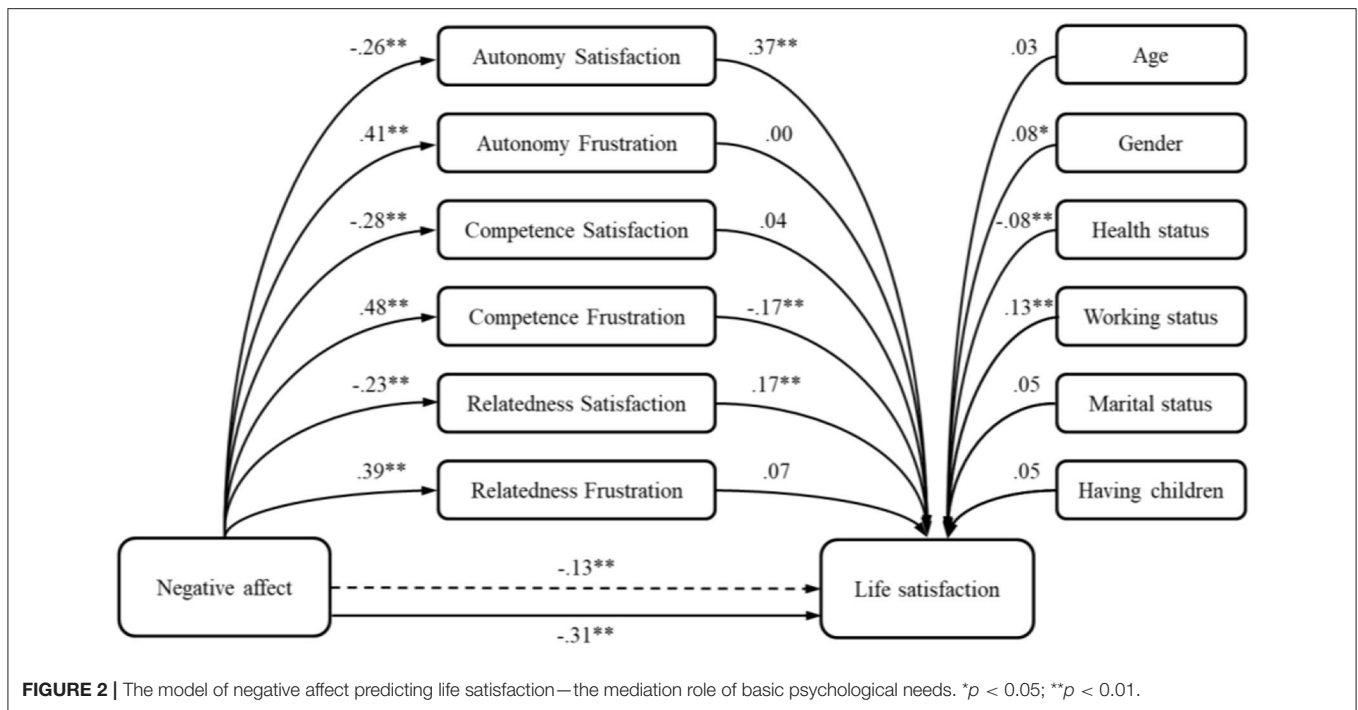 -.26** Autonomy Satisfaction .37** .03 Age
.41** Autonomy Frustration .00 .08* Gender
-.28** Competence Satisfaction .04 -.08** Health status
.48** Competence Frustration -.17** .13** Working status
-.23** Relatedness Satisfaction .17** .05 Marital status
.39** Relatedness Frustration .07 .05 Having children
Negative affect -.13** Life satisfaction
-.31**
FIGURE 2 | The model of negative affect predicting life satisfaction—the mediation role of basic psychological needs. *p < 0.05; **p < 0.01.